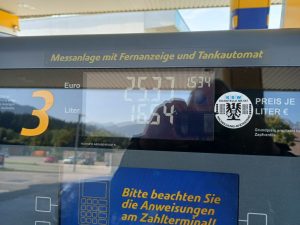 Messanlage mit Fernanzeige und Tankautomat
Euro
25.37
1.534
3
Liter
16.54
PREIS JE
LITER €
Bitte beachten Sie
die Anweisungen
am Zahlterminal!